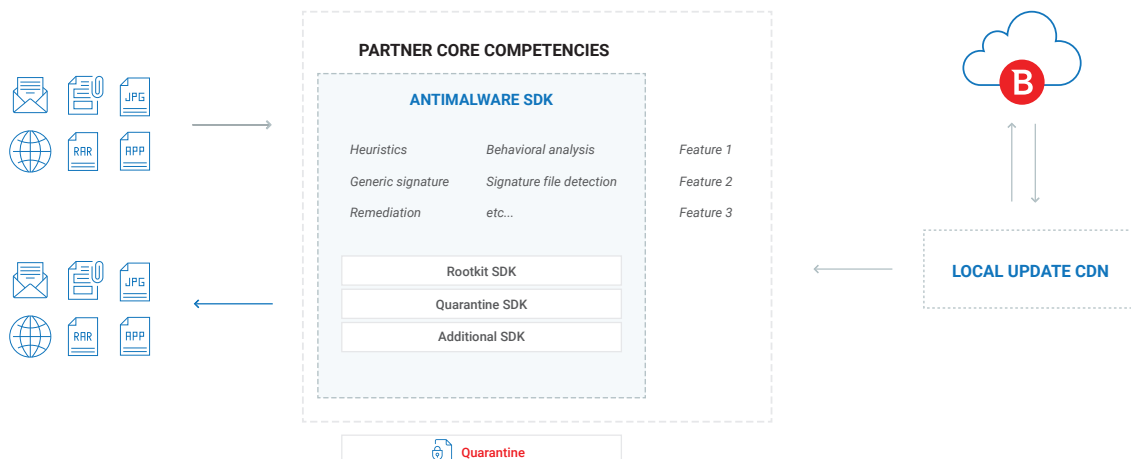 PARTNER CORE COMPETENCIES
ANTIMALWARE SDK
JPG
RAR
APP
Heuristics
Behavioral analysis
Feature 1
Generic signature
Signature file detection
Feature 2
Remediation
etc...
Feature 3
Rootkit SDK
Quarantine SDK
Additional SDK
JPG
RAR
APP
B
LOCAL UPDATE CDN
Quarantine